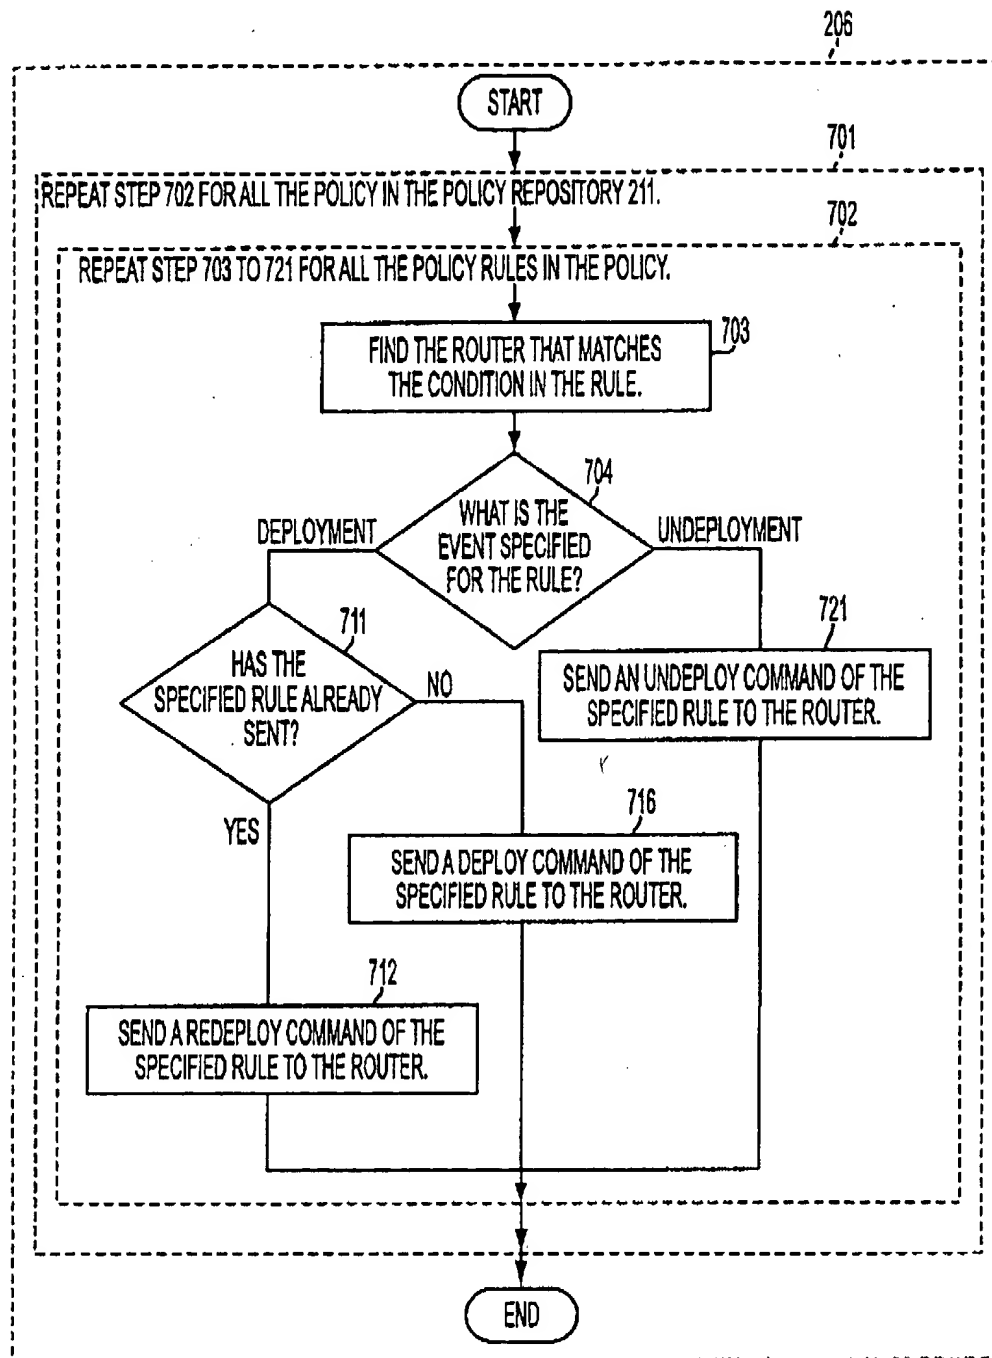 206
START
701
REPEAT STEP 702 FOR ALL THE POLICY IN THE POLICY REPOSITORY 211.
702
REPEAT STEP 703 TO 721 FOR ALL THE POLICY RULES IN THE POLICY.
703
FIND THE ROUTER THAT MATCHES
THE CONDITION IN THE RULE.
704
WHAT IS THE
EVENT SPECIFIED
FOR THE RULE?
DEPLOYMENT
UNDEPLOYMENT
711
HAS THE
SPECIFIED RULE ALREADY
SENT?
NO
YES
721
SEND AN UNDEPLOY COMMAND OF THE
SPECIFIED RULE TO THE ROUTER.
716
SEND A DEPLOY COMMAND OF THE
SPECIFIED RULE TO THE ROUTER.
712
SEND A REDEPLOY COMMAND OF THE
SPECIFIED RULE TO THE ROUTER.
END